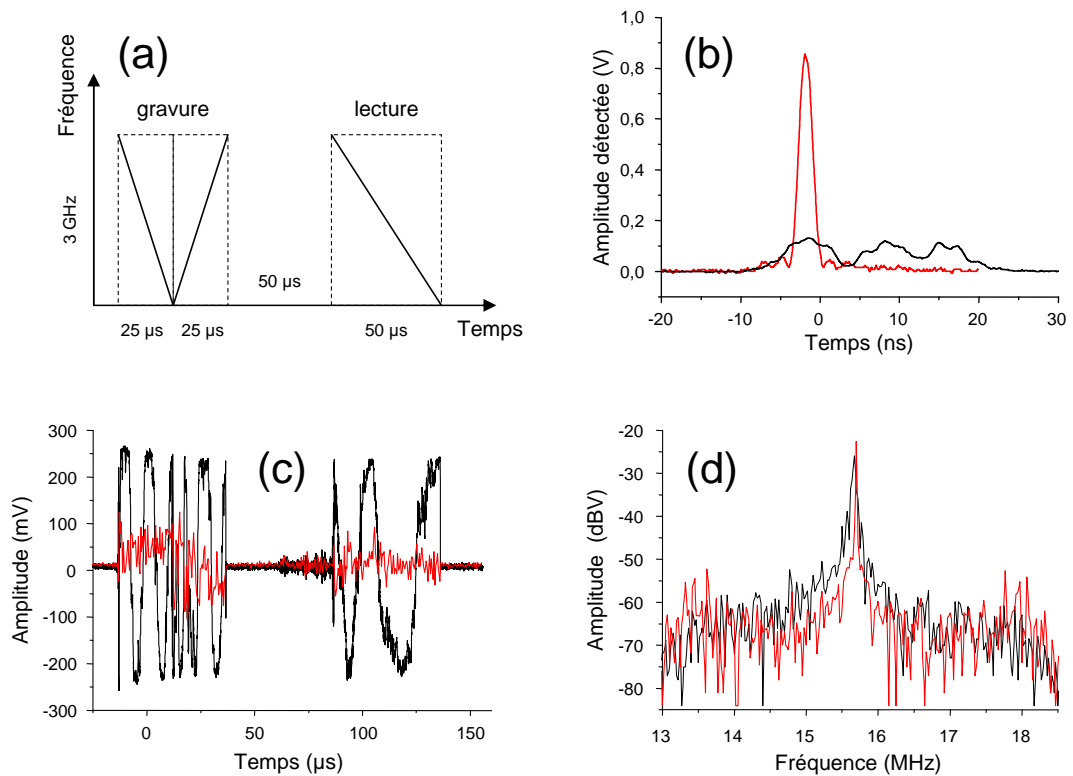 (a)
Fréquence
3 GHz
gravure
lecture
50 µs
25 µs
25 µs
50 µs
Temps
(b)
Amplitude détectée (V)
1,0
0,8
0,6
0,4
0,2
0,0
-20
-10
0
10
20
30
Temps (ns)
(c)
Amplitude (mV)
300
200
100
0
-100
-200
-300
0
50
100
150
Temps (µs)
(d)
Amplitude (dBV)
-20
-30
-40
-50
-60
-70
-80
13
14
15
16
17
18
Fréquence (MHz)